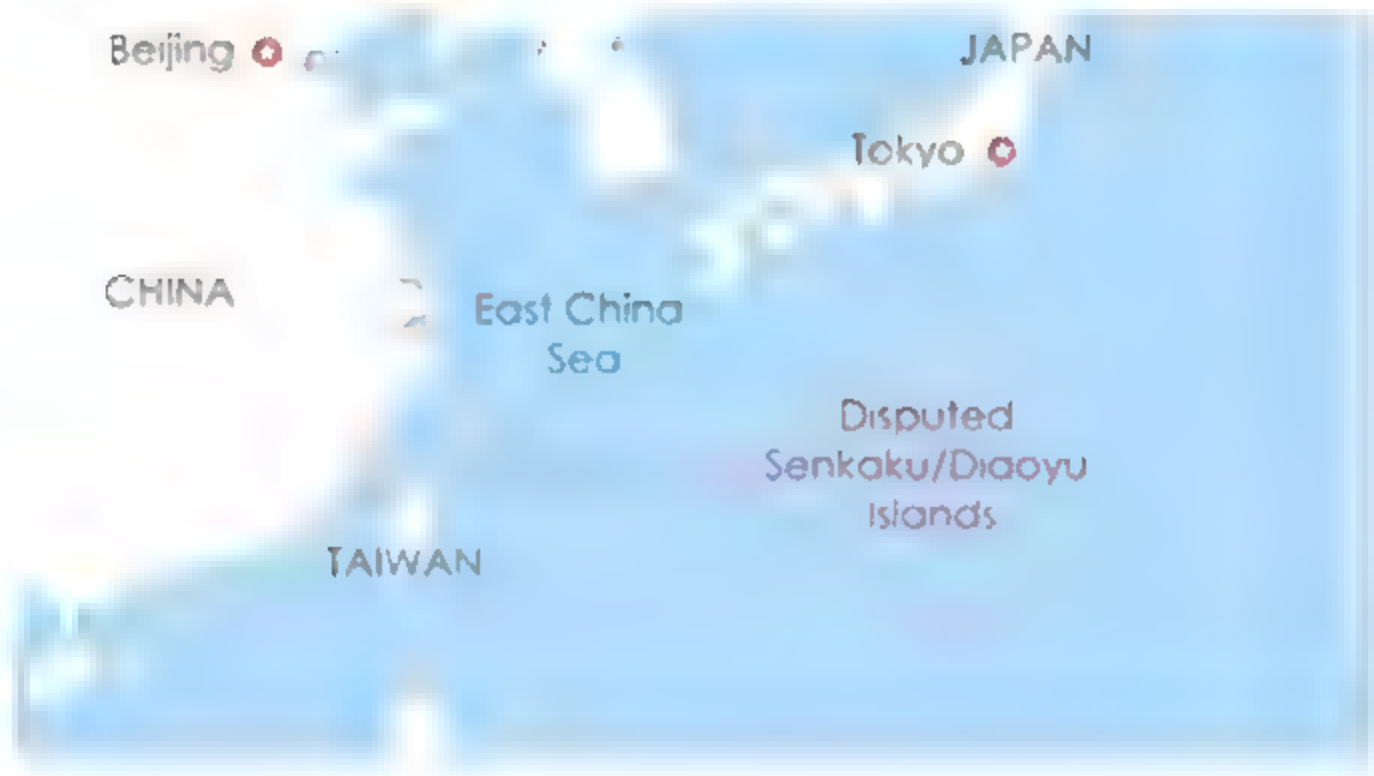 Beijing
JAPAN
Tokyo
CHINA
East China
Sea
Disputed
Senkaku/Diaoyu
Islands
TAIWAN